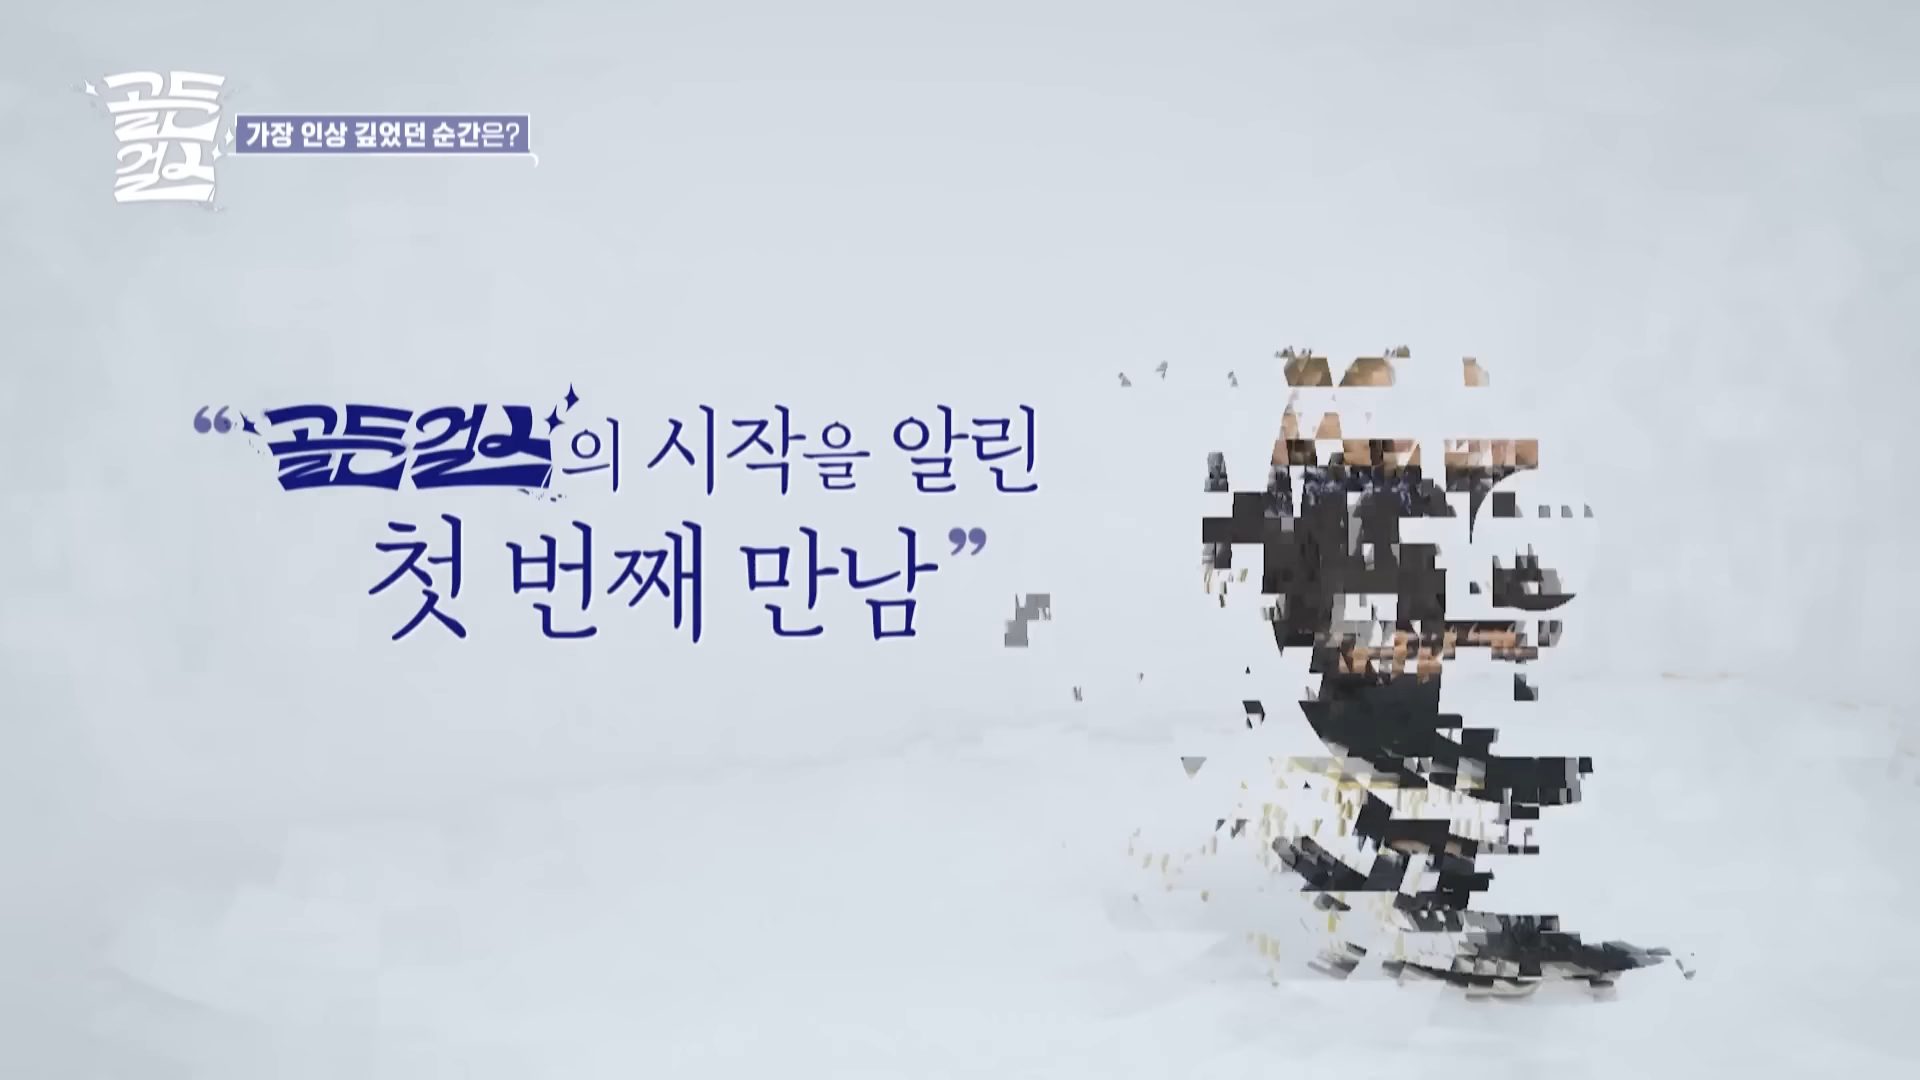 골든
걸스
가장 인상 깊었던 순간은?
“골든걸스의 시작을 알린
첫 번째 만남”